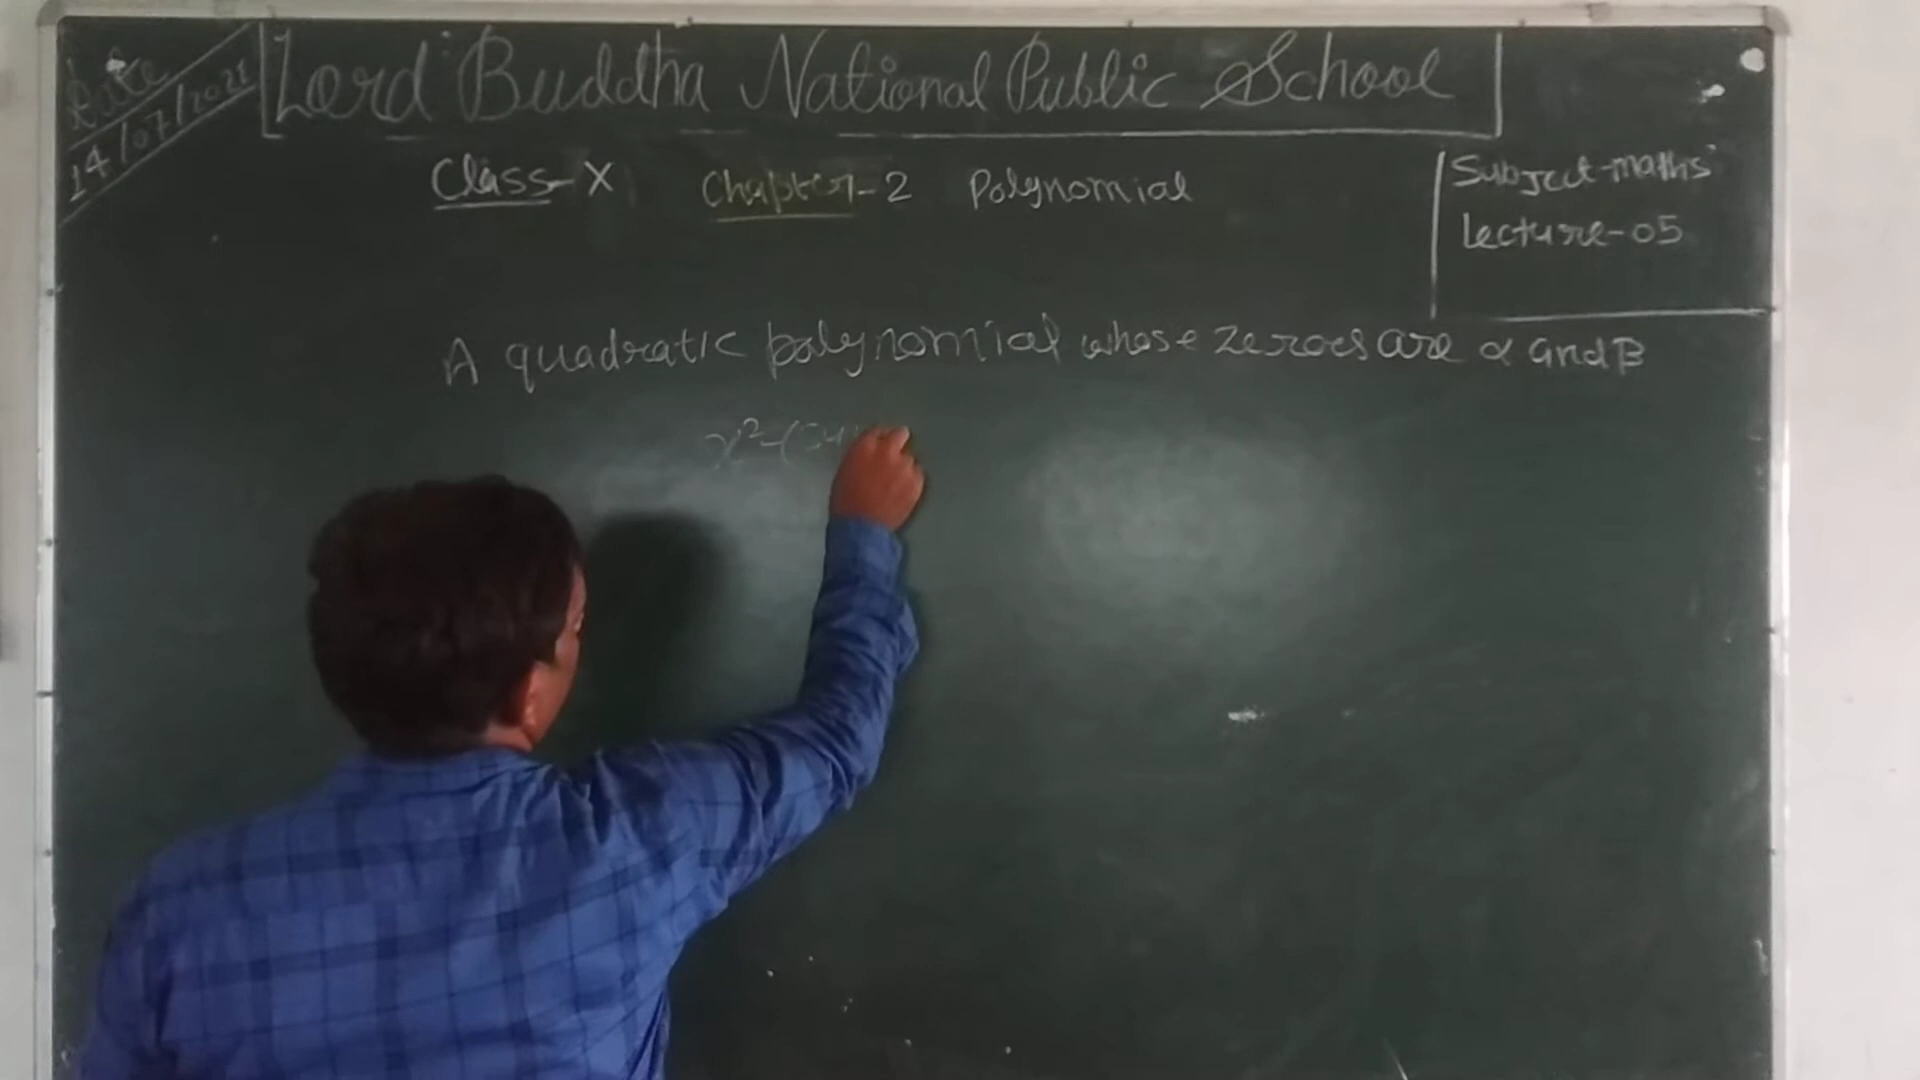 Date
14/07/2021
Lord Buddha National Public School
Class-X Chapter-2 Polynomial
Subject-maths
Lecture-05
A quadratic polynomial whose zeroes are α and β
x²-(